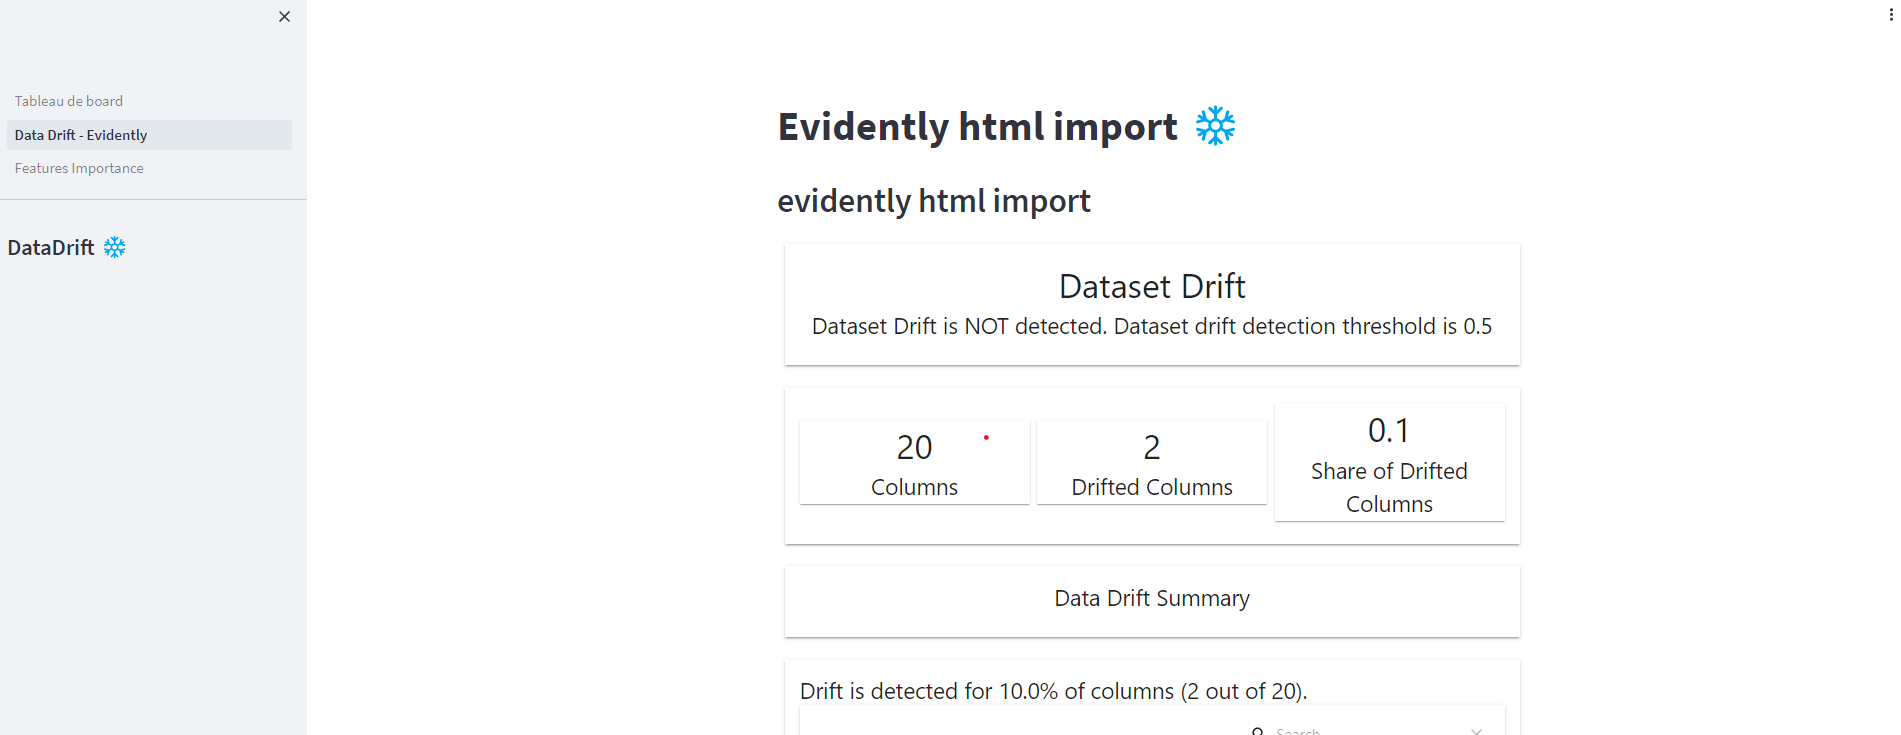 Tableau de board
Data Drift - Evidently
Features Importance
DataDrift
Evidently html import
evidently html import
Dataset Drift
Dataset Drift is NOT detected. Dataset drift detection threshold is 0.5
20
Columns
2
Drifted Columns
0.1
Share of Drifted
Columns
Data Drift Summary
Drift is detected for 10.0% of columns (2 out of 20).
Search